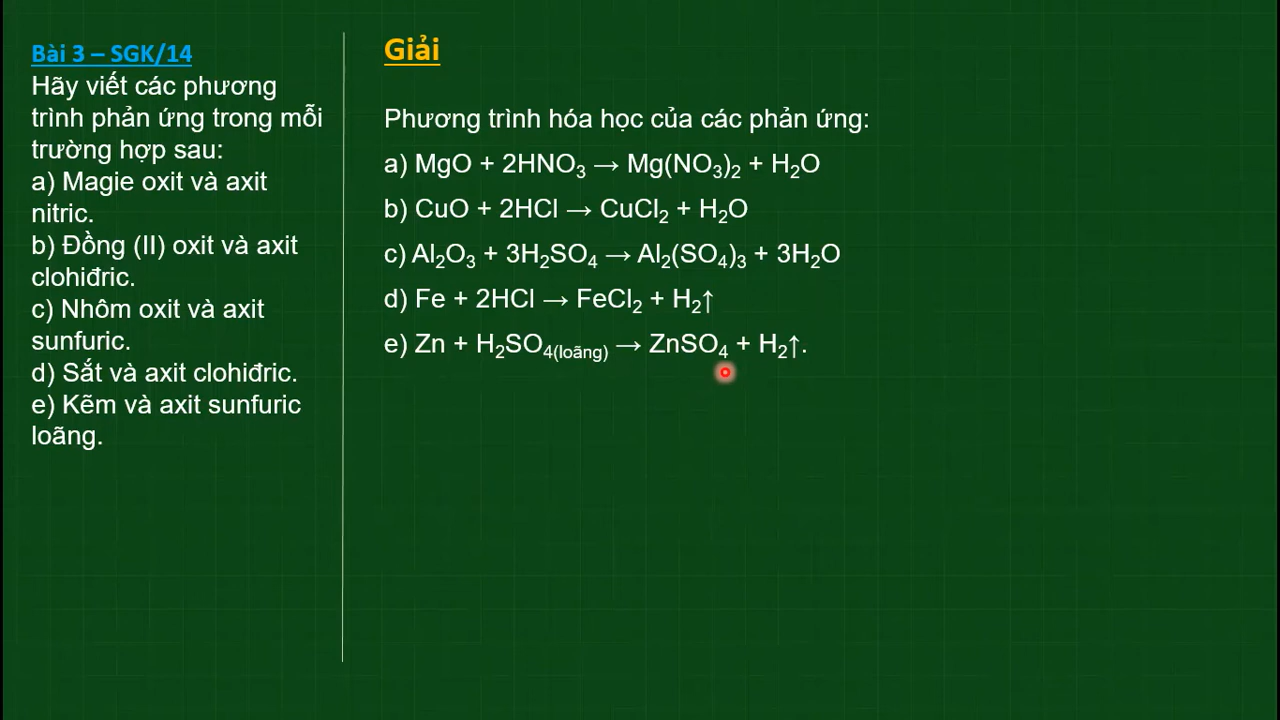 Bài 3 – SGK/14
Hãy viết các phương
trình phản ứng trong mỗi
trường hợp sau:
a) Magie oxit và axit
nitric.
b) Đồng (II) oxit và axit
clohiđric.
c) Nhôm oxit và axit
sunfuric.
d) Sắt và axit clohiđric.
e) Kẽm và axit sunfuric
loãng.
Giải
Phương trình hóa học của các phản ứng:
a) MgO + 2HNO₃ → Mg(NO₃)₂ + H₂O
b) CuO + 2HCl → CuCl₂ + H₂O
c) Al₂O₃ + 3H₂SO₄ → Al₂(SO₄)₃ + 3H₂O
d) Fe + 2HCl → FeCl₂ + H₂↑
e) Zn + H₂SO₄(loãng) → ZnSO₄ + H₂↑.